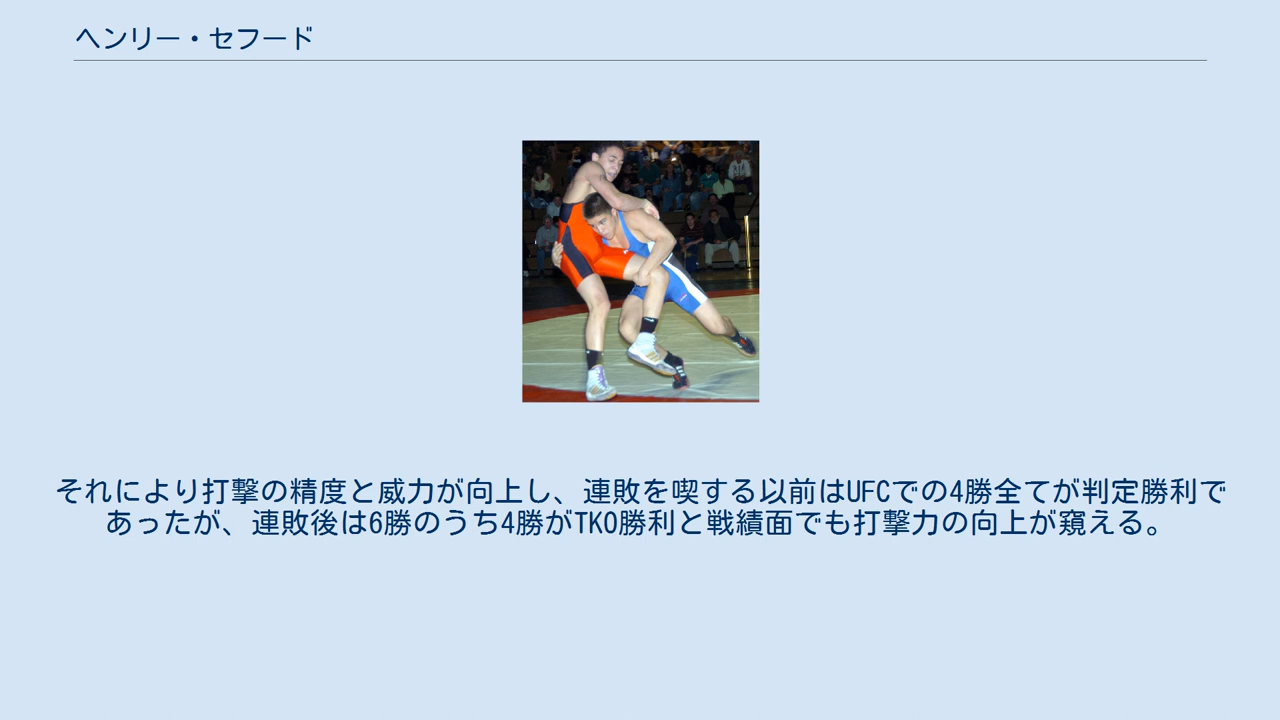 ヘンリー・セフード
それにより打撃の精度と威力が向上し、連敗を喫する以前はUFCでの4勝全てが判定勝利で
あったが、連敗後は6勝のうち4勝がTKO勝利と戦績面でも打撃力の向上が窺える。